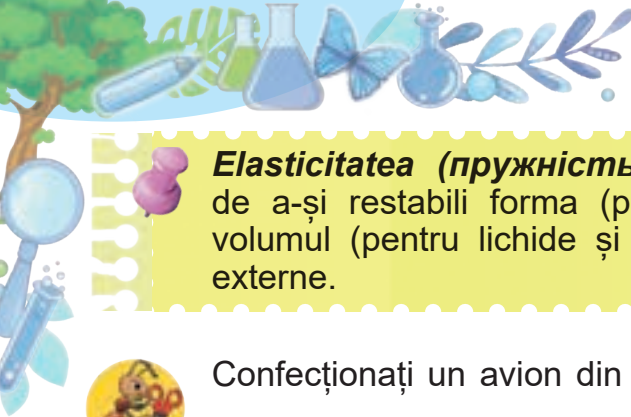 Elasticitatea (пружність
de a-și restabili forma (p
volumul (pentru lichide și
externe.
Confecționați un avion din